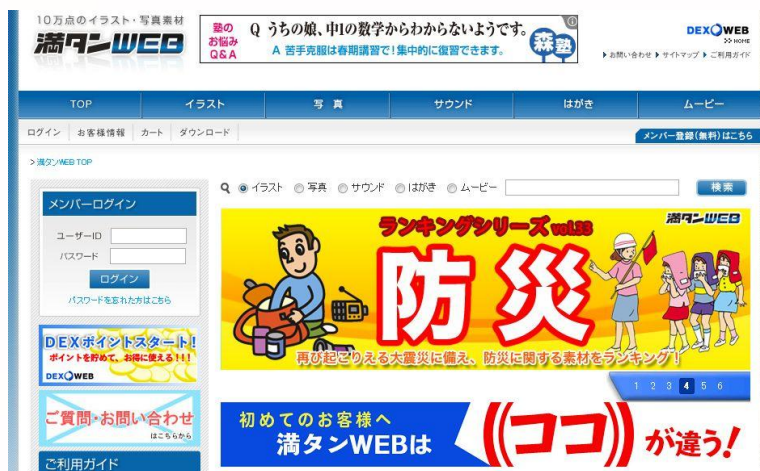 10万点のイラスト・写真素材
満タンWEB
塾の
お悩み
Q&A
Q うちの娘、中1の数学からわからないようです。
A 苦手克服は春期講習で!集中的に復習できます。
森塾
DEXWEB
>> HOME
お問い合わせ サイトマップ ご利用ガイド
TOP イラスト 写真 サウンド はがき ムービー
ログイン お客様情報 カート ダウンロード
メンバー登録(無料)はこちら
> 満タンWEB TOP
イラスト 写真 サウンド はがき ムービー 検索
メンバーログイン
ユーザーID
パスワード
ログイン
パスワードを忘れた方はこちら
ランキングシリーズ vol.33
満タンWEB
防災
再び起こりえる大震災に備え、防災に関する素材をランキング!
1 2 3 4 5 6
DEXポイントスタート!
ポイントを貯めて、お得に使える!!!
DEXWEB
ご質問・お問い合わせ
はこちらから
ご利用ガイド
初めてのお客様へ
満タンWEBは
((ココ))が違う!